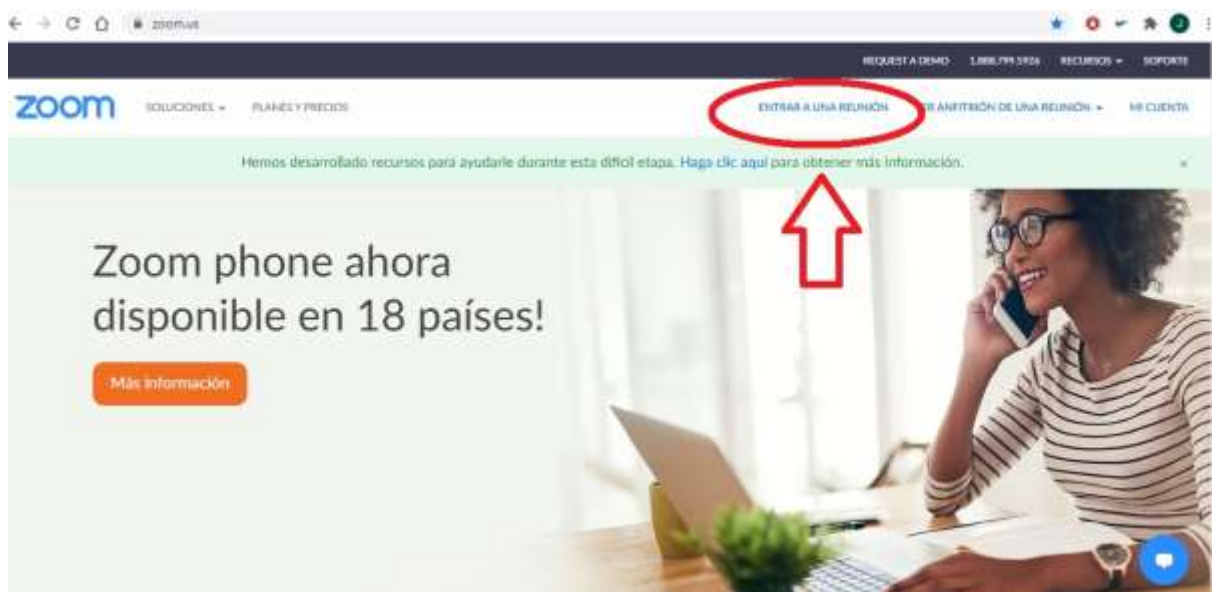 zoom.us
REQUEST A DEMO 1.888.799.5926 RECURSOS SOPORTE
zoom SOLUCIONES PLANES Y PRECIOS ENTRAR A UNA REUNIÓN ER ANFITRIÓN DE UNA REUNIÓN MI CUENTA
Hemos desarrollado recursos para ayudarle durante esta difícil etapa. Haga clic aquí para obtener más información.
Zoom phone ahora
disponible en 18 países!
Más información